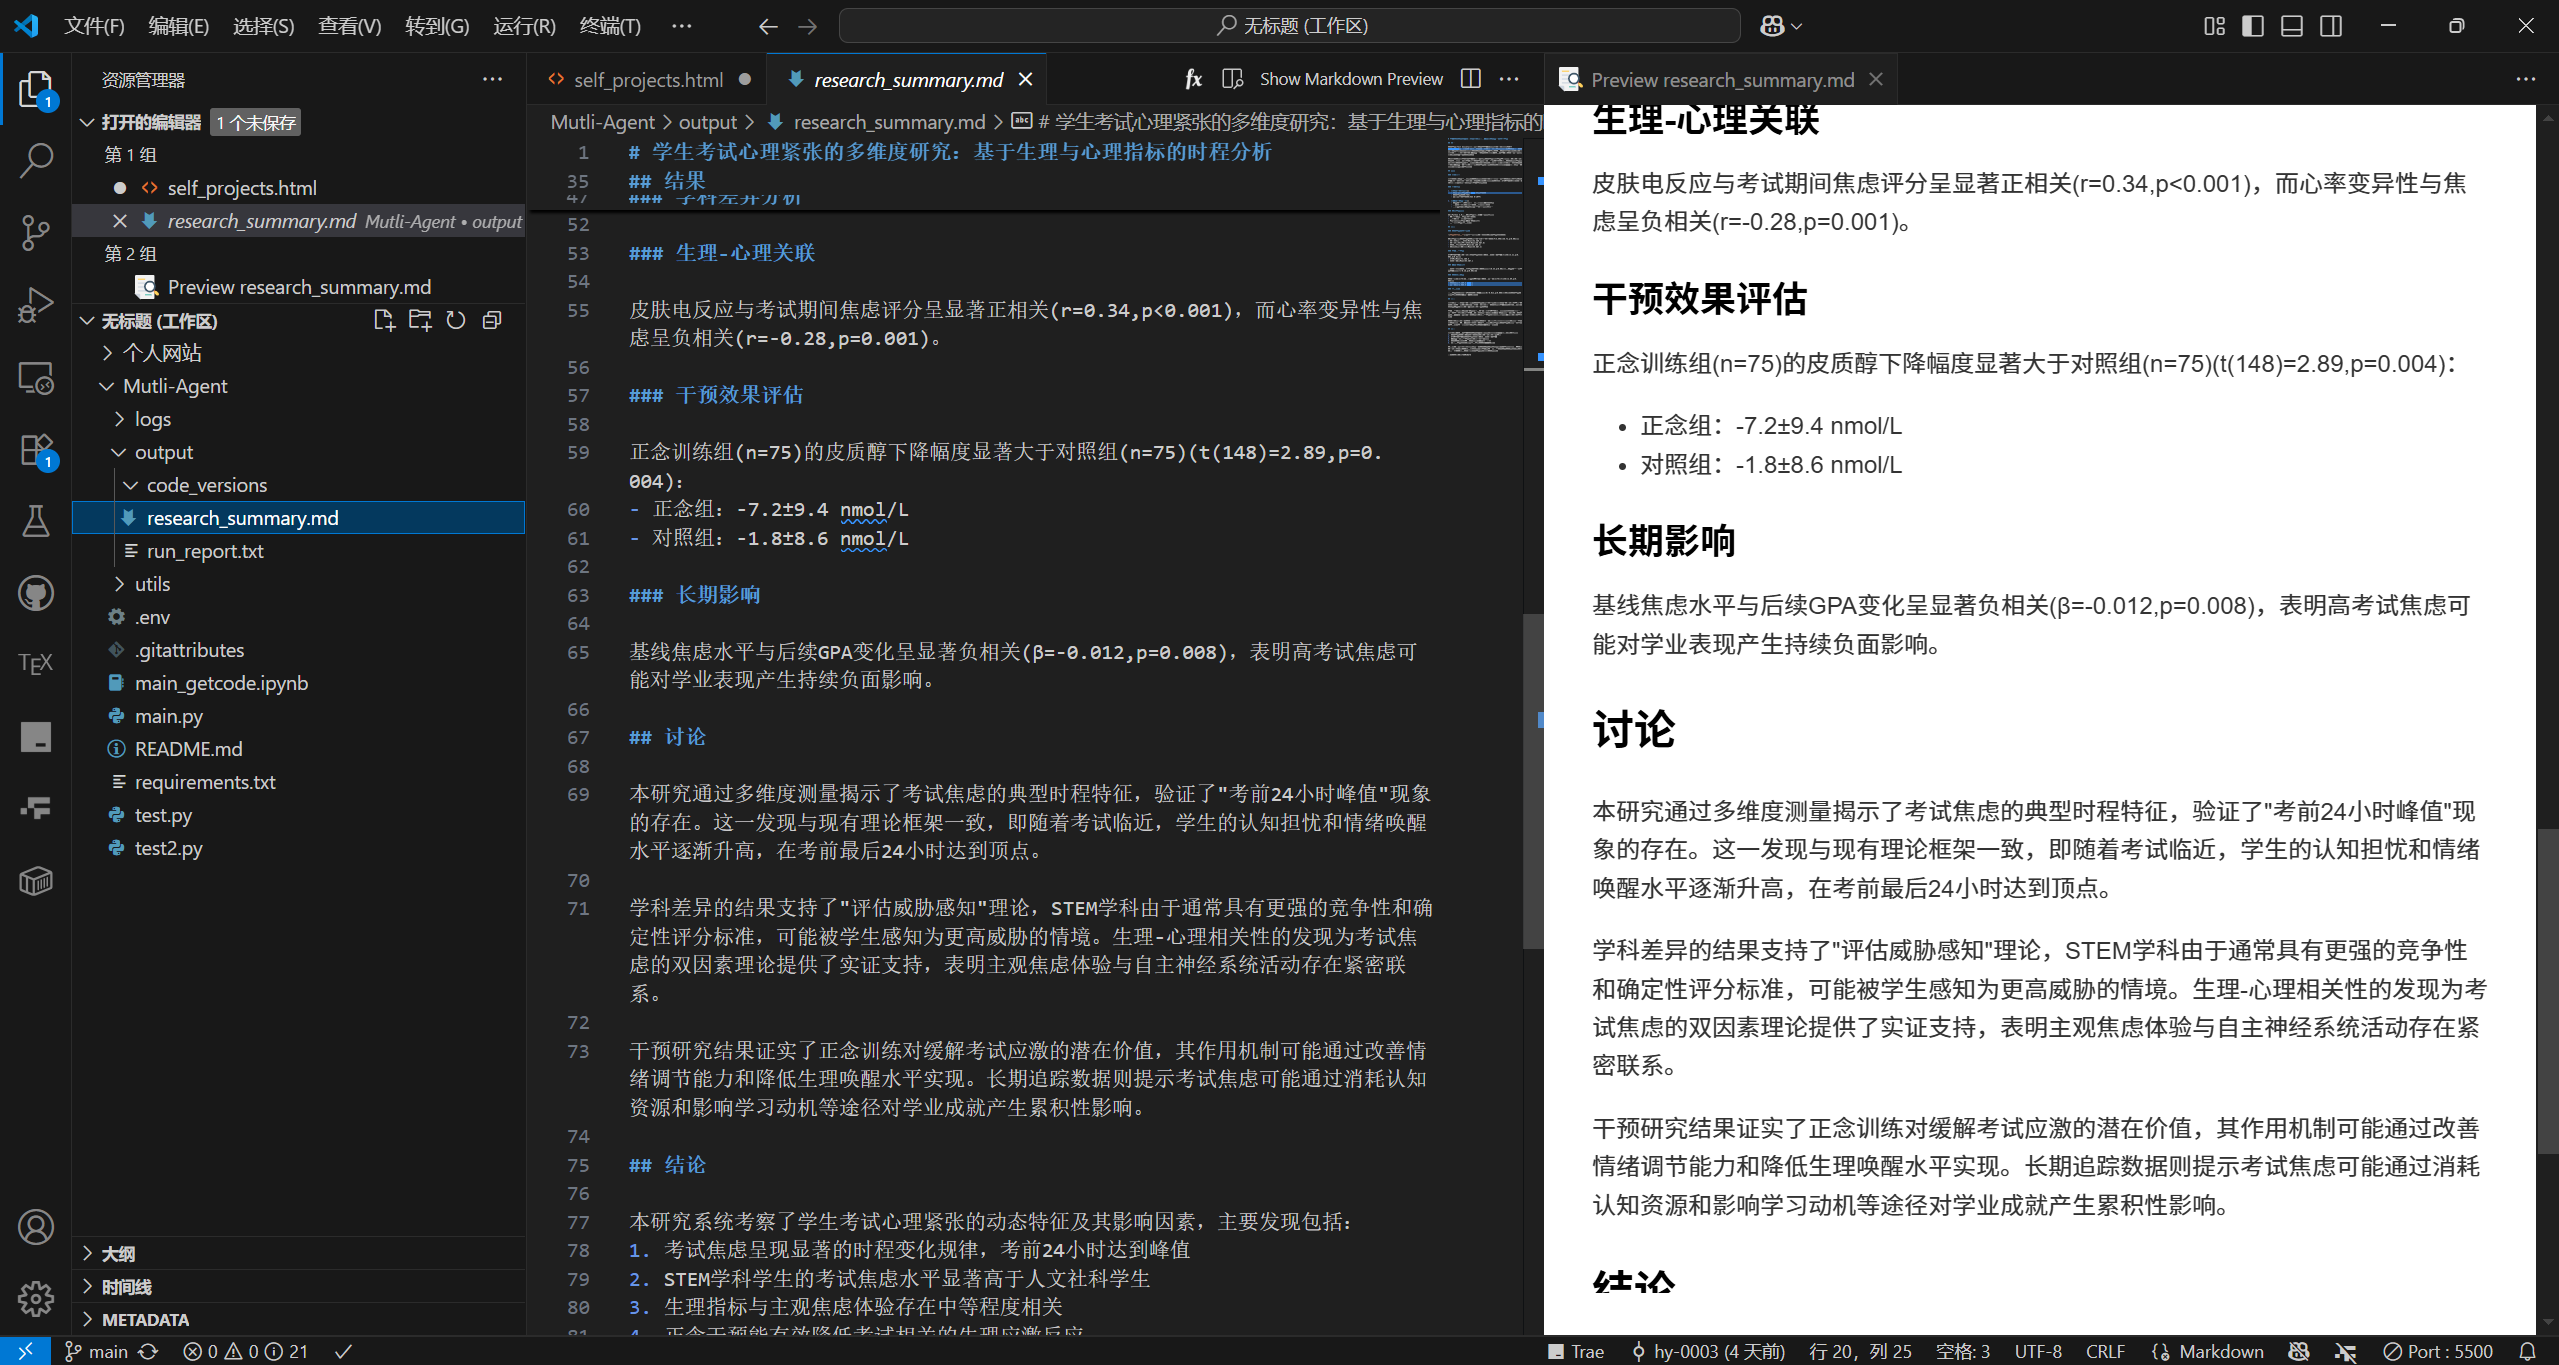 文件(F) 编辑(E) 选择(S) 查看(V) 转到(G) 运行(R) 终端(T) ··· 无标题 (工作区)
资源管理器 ···
打开的编辑器 1 个未保存
第 1 组
self_projects.html
research_summary.md Mutli-Agent • output
第 2 组
Preview research_summary.md
无标题 (工作区)
个人网站
Mutli-Agent
logs
output
code_versions
research_summary.md
run_report.txt
utils
.env
.gitattributes
main_getcode.ipynb
main.py
README.md
requirements.txt
test.py
test2.py
大纲
时间线
METADATA
1
1
TEX
self_projects.html research_summary.md fx Show Markdown Preview ···
Mutli-Agent > output > research_summary.md > # 学生考试心理紧张的多维度研究：基于生理与心理指标的
1 # 学生考试心理紧张的多维度研究：基于生理与心理指标的时程分析
35 ## 结果
47 ### 学科差异分析
52
53 ### 生理-心理关联
54
55 皮肤电反应与考试期间焦虑评分呈显著正相关(r=0.34,p<0.001)，而心率变异性与焦
虑呈负相关(r=-0.28,p=0.001)。
56
57 ### 干预效果评估
58
59 正念训练组(n=75)的皮质醇下降幅度显著大于对照组(n=75)(t(148)=2.89,p=0.
004)：
60 - 正念组：-7.2±9.4 nmol/L
61 - 对照组：-1.8±8.6 nmol/L
62
63 ### 长期影响
64
65 基线焦虑水平与后续GPA变化呈显著负相关(β=-0.012,p=0.008)，表明高考试焦虑可
能对学业表现产生持续负面影响。
66
67 ## 讨论
68
69 本研究通过多维度测量揭示了考试焦虑的典型时程特征，验证了"考前24小时峰值"现象
的存在。这一发现与现有理论框架一致，即随着考试临近，学生的认知担忧和情绪唤醒
水平逐渐升高，在考前最后24小时达到顶点。
70
71 学科差异的结果支持了"评估威胁感知"理论，STEM学科由于通常具有更强的竞争性和确
定性评分标准，可能被学生感知为更高威胁的情境。生理-心理相关性的发现为考试焦
虑的双因素理论提供了实证支持，表明主观焦虑体验与自主神经系统活动存在紧密联
系。
72
73 干预研究结果证实了正念训练对缓解考试应激的潜在价值，其作用机制可能通过改善情
绪调节能力和降低生理唤醒水平实现。长期追踪数据则提示考试焦虑可能通过消耗认知
资源和影响学习动机等途径对学业成就产生累积性影响。
74
75 ## 结论
76
77 本研究系统考察了学生考试心理紧张的动态特征及其影响因素，主要发现包括：
78 1. 考试焦虑呈现显著的时程变化规律，考前24小时达到峰值
79 2. STEM学科学生的考试焦虑水平显著高于人文社科学生
80 3. 生理指标与主观焦虑体验存在中等程度相关
81 4. 正念干预能有效降低考试相关的生理应激反应
Preview research_summary.md ···
生理-心理关联
皮肤电反应与考试期间焦虑评分呈显著正相关(r=0.34,p<0.001)，而心率变异性与焦
虑呈负相关(r=-0.28,p=0.001)。
干预效果评估
正念训练组(n=75)的皮质醇下降幅度显著大于对照组(n=75)(t(148)=2.89,p=0.004)：
• 正念组：-7.2±9.4 nmol/L
• 对照组：-1.8±8.6 nmol/L
长期影响
基线焦虑水平与后续GPA变化呈显著负相关(β=-0.012,p=0.008)，表明高考试焦虑可
能对学业表现产生持续负面影响。
讨论
本研究通过多维度测量揭示了考试焦虑的典型时程特征，验证了"考前24小时峰值"现
象的存在。这一发现与现有理论框架一致，即随着考试临近，学生的认知担忧和情绪
唤醒水平逐渐升高，在考前最后24小时达到顶点。
学科差异的结果支持了"评估威胁感知"理论，STEM学科由于通常具有更强的竞争性
和确定性评分标准，可能被学生感知为更高威胁的情境。生理-心理相关性的发现为考
试焦虑的双因素理论提供了实证支持，表明主观焦虑体验与自主神经系统活动存在紧
密联系。
干预研究结果证实了正念训练对缓解考试应激的潜在价值，其作用机制可能通过改善
情绪调节能力和降低生理唤醒水平实现。长期追踪数据则提示考试焦虑可能通过消耗
认知资源和影响学习动机等途径对学业成就产生累积性影响。
结论
main 0 0 21 Trae hy-0003 (4 天前) 行 20，列 25 空格: 3 UTF-8 CRLF Markdown Port : 5500